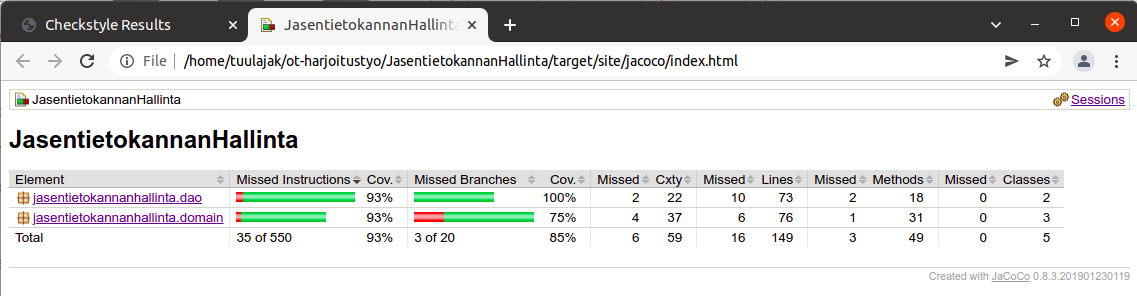 Checkstyle Results
JasentietokannanHallinta
File /home/tuulajak/ot-harjoitustyo/JasentietokannanHallinta/target/site/jacoco/index.html
JasentietokannanHallinta Sessions
JasentietokannanHallinta
Element Missed Instructions Cov. Missed Branches Cov. Missed Cxty Missed Lines Missed Methods Missed Classes
jasentietokannanhallinta.dao 93% 100% 2 22 10 73 2 18 0 2
jasentietokannanhallinta.domain 93% 75% 4 37 6 76 1 31 0 3
Total 35 of 550 93% 3 of 20 85% 6 59 16 149 3 49 0 5
Created with JaCoCo 0.8.3.201901230119